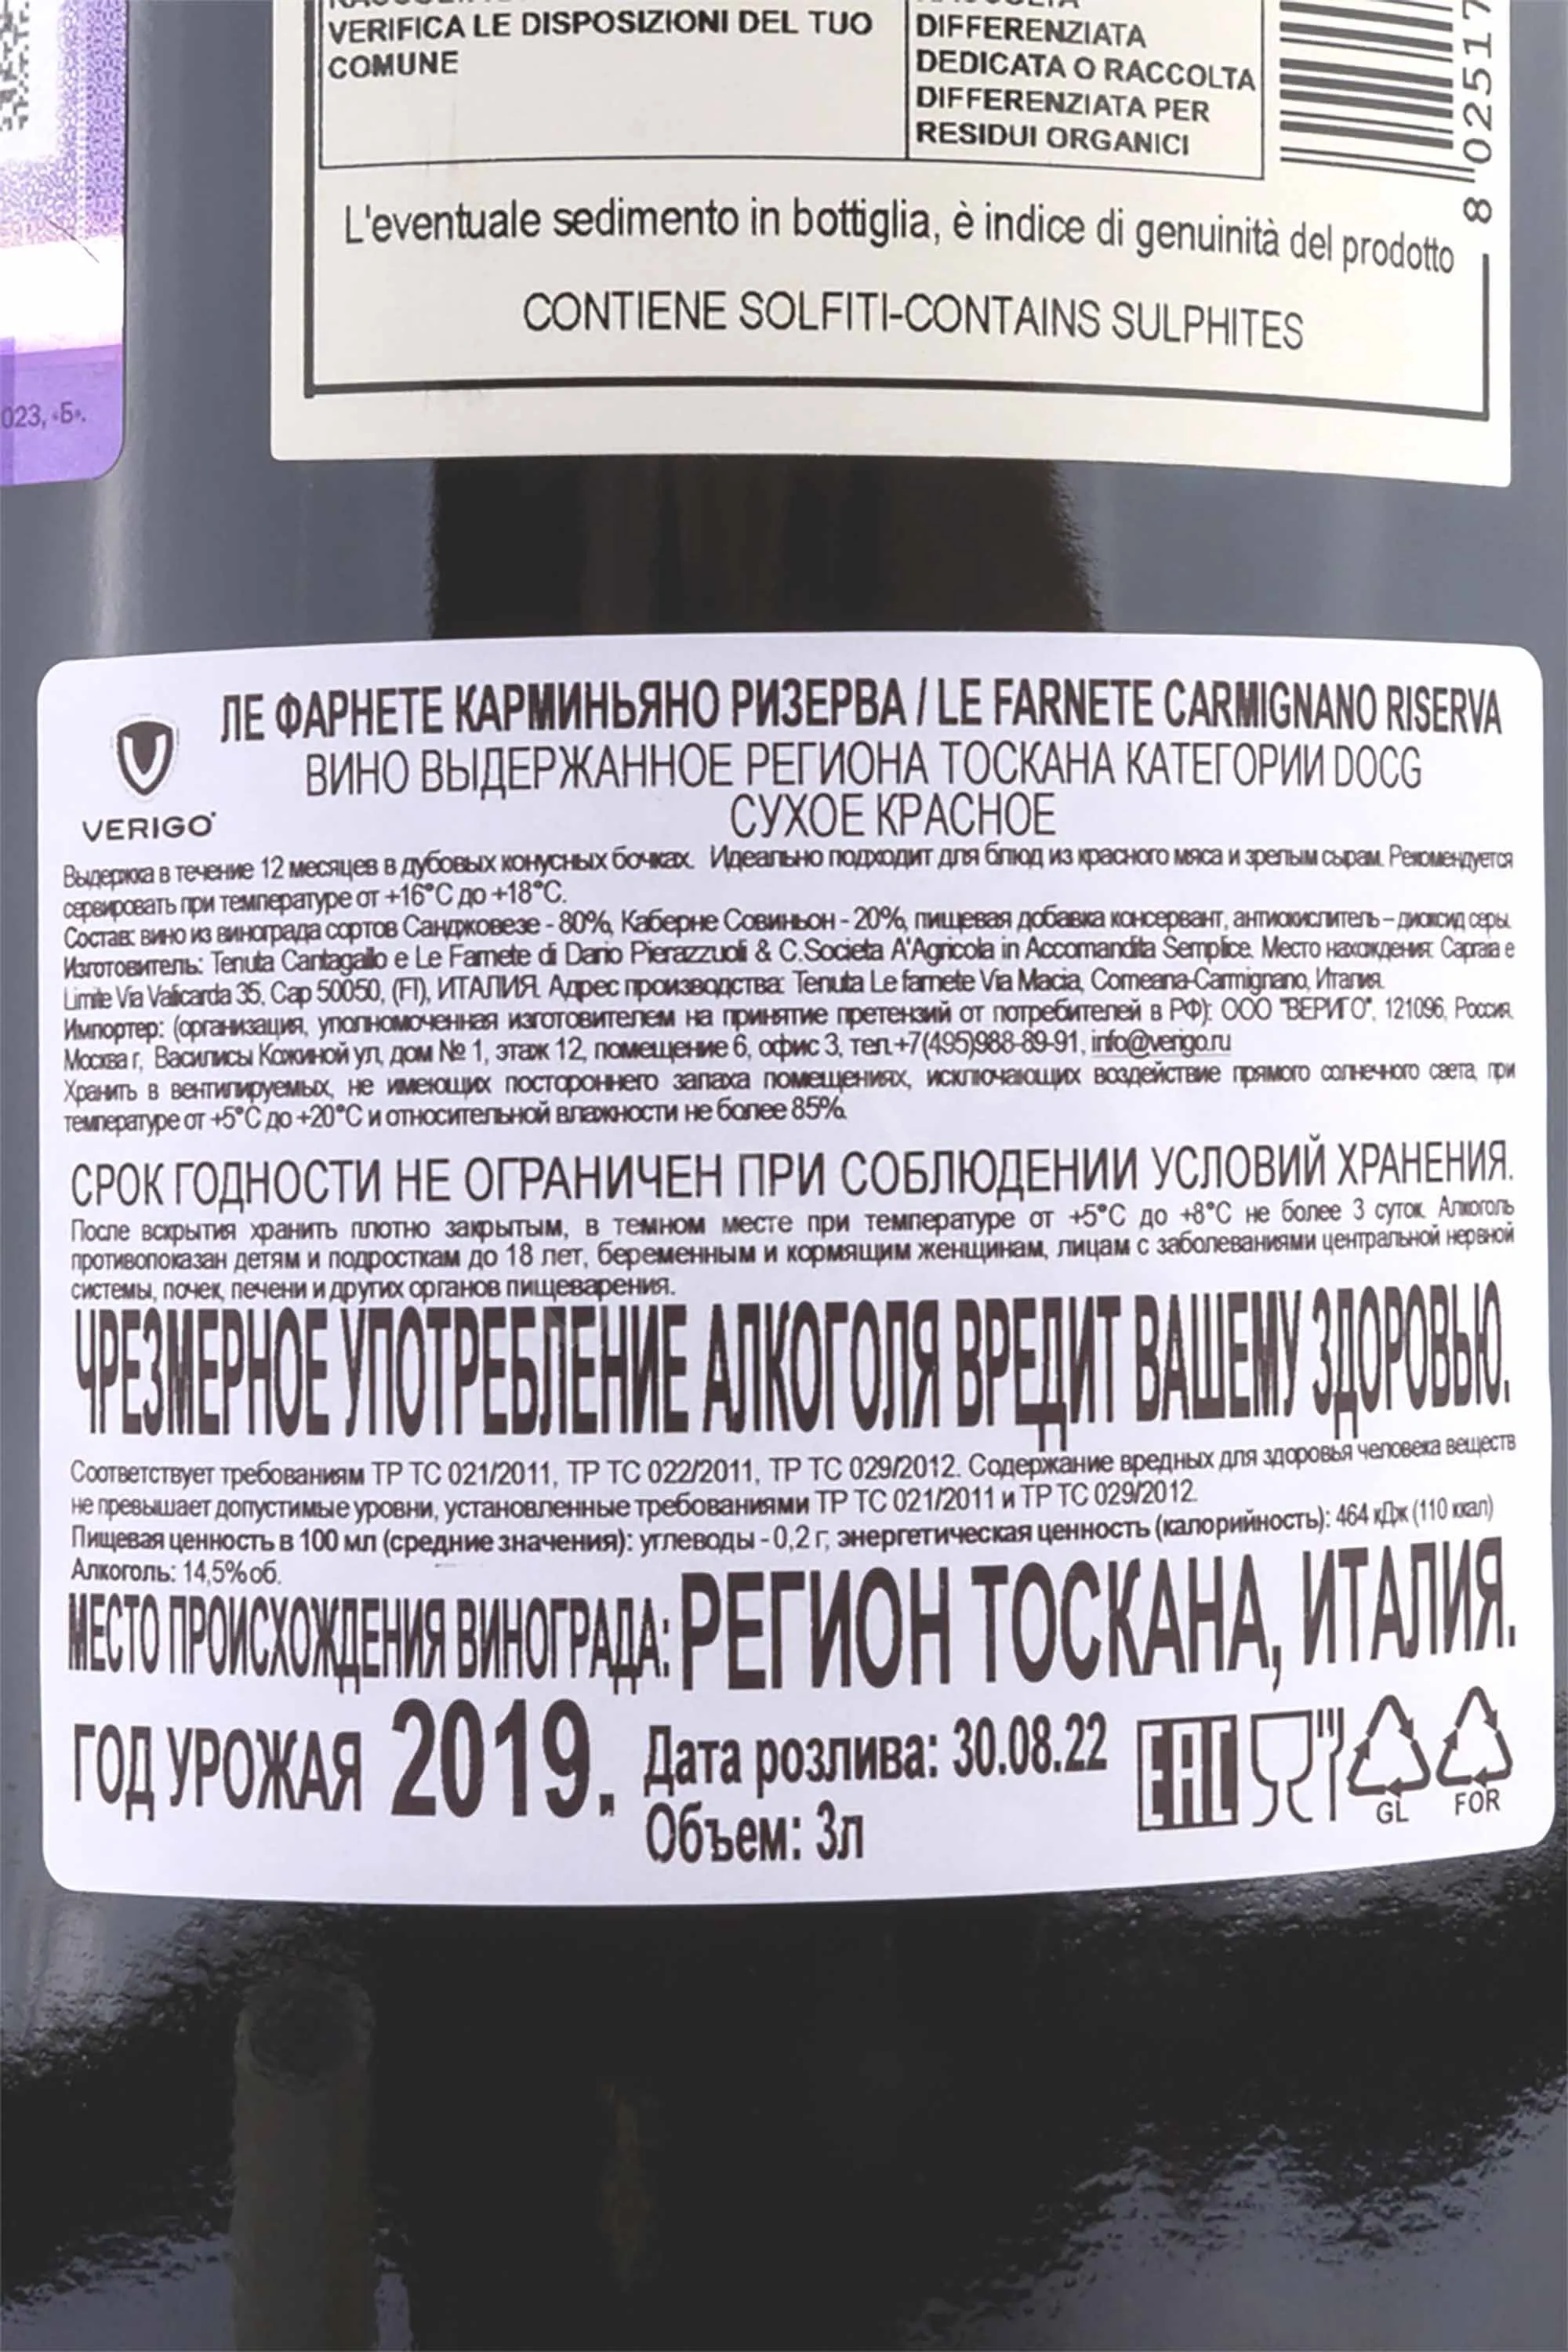 VERIFICA LE DISPOSIZIONI DEL TUO
COMUNE
DIFFERENZIATA
DEDICATA O RACCOLTA
DIFFERENZIATA PER
RESIDUI ORGANICI
8 02517
L'eventuale sedimento in bottiglia, è indice di genuinità del prodotto
CONTIENE SOLFITI-CONTAINS SULPHITES
023, «Б».
VERIGO
ЛЕ ФАРНЕТЕ КАРМИНЬЯНО РИЗЕРВА / LE FARNETE CARMIGNANO RISERVA
ВИНО ВЫДЕРЖАННОЕ РЕГИОНА ТОСКАНА КАТЕГОРИИ DOCG
СУХОЕ КРАСНОЕ
Выдержка в течение 12 месяцев в дубовых конусных бочках. Идеально подходит для блюд из красного мяса и зрелым сырам. Рекомендуется
сервировать при температуре от +16°C до +18°C.
Состав: вино из винограда сортов Санджовезе - 80%, Каберне Совиньон - 20%, пищевая добавка консервант, антиокислитель – диоксид серы.
Изготовитель: Tenuta Cantagallo e Le Farnete di Dario Pierazzuoli & C.Societa A'Agricola in Accomandita Semplice. Место нахождения: Capraia e
Limite Via Valicarda 35, Cap 50050, (FI), ИТАЛИЯ. Адрес производства: Tenuta Le farnete Via Macia, Comeana-Carmignano, Италия.
Импортер: (организация, уполномоченная изготовителем на принятие претензий от потребителей в РФ): ООО "ВЕРИГО", 121096, Россия,
Москва г, Василисы Кожиной ул, дом № 1, этаж 12, помещение 6, офис 3, тел.+7(495)988-89-91, info@verigo.ru
Хранить в вентилируемых, не имеющих постороннего запаха помещениях, исключающих воздействие прямого солнечного света, при
температуре от +5°C до +20°C и относительной влажности не более 85%.
СРОК ГОДНОСТИ НЕ ОГРАНИЧЕН ПРИ СОБЛЮДЕНИИ УСЛОВИЙ ХРАНЕНИЯ.
После вскрытия хранить плотно закрытым, в темном месте при температуре от +5°C до +8°C не более 3 суток. Алкоголь
противопоказан детям и подросткам до 18 лет, беременным и кормящим женщинам, лицам с заболеваниями центральной нервной
системы, почек, печени и других органов пищеварения.
ЧРЕЗМЕРНОЕ УПОТРЕБЛЕНИЕ АЛКОГОЛЯ ВРЕДИТ ВАШЕМУ ЗДОРОВЬЮ.
Соответствует требованиям ТР ТС 021/2011, ТР ТС 022/2011, ТР ТС 029/2012. Содержание вредных для здоровья человека веществ
не превышает допустимые уровни, установленные требованиями ТР ТС 021/2011 и ТР ТС 029/2012.
Пищевая ценность в 100 мл (средние значения): углеводы - 0,2 г, энергетическая ценность (калорийность): 464 кДж (110 ккал)
Алкоголь: 14,5% об.
МЕСТО ПРОИСХОЖДЕНИЯ ВИНОГРАДА: РЕГИОН ТОСКАНА, ИТАЛИЯ.
ГОД УРОЖАЯ 2019. Дата розлива: 30.08.22
Объем: 3л
EAC
GL
FOR